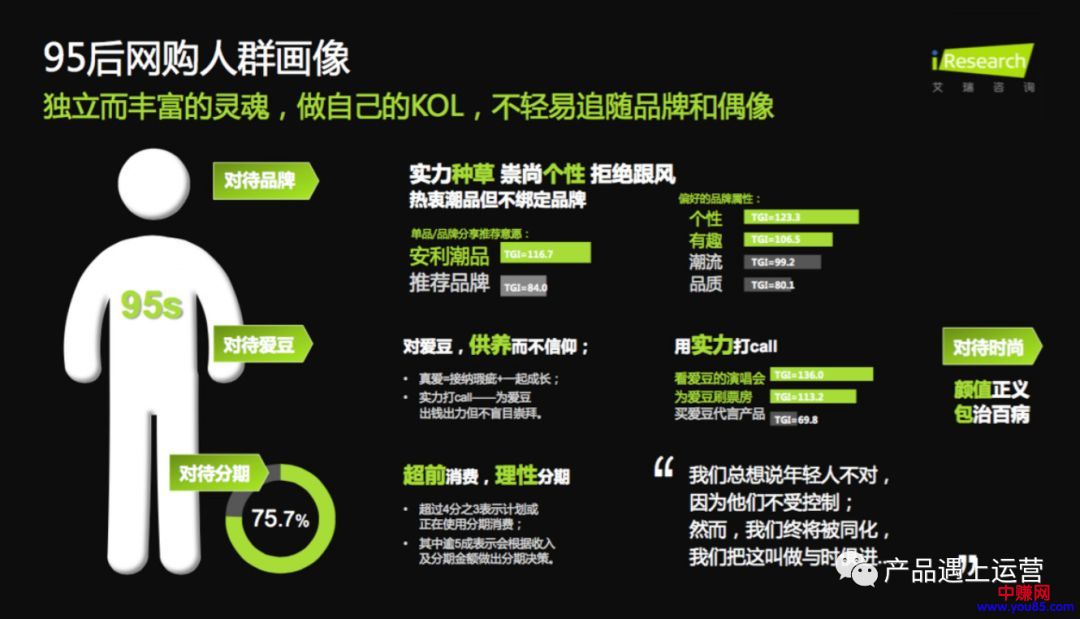 95后网购人群画像
独立而丰富的灵魂，做自己的KOL，不轻易追随品牌和偶像
iResearch
艾瑞咨询
对待品牌
实力种草 崇尚个性 拒绝跟风
热衷潮品但不绑定品牌
单品/品牌分享推荐意愿：
安利潮品 TGI=116.7
推荐品牌 TGI=84.0
偏好的品牌属性：
个性 TGI=123.3
有趣 TGI=106.5
潮流 TGI=99.2
品质 TGI=80.1
95s
对待爱豆
对爱豆，供养而不信仰；
• 真爱=接纳瑕疵+一起成长；
• 实力打call——为爱豆
出钱出力但不盲目崇拜。
用实力打call
看爱豆的演唱会 TGI=136.0
为爱豆刷票房 TGI=113.2
买爱豆代言产品 TGI=69.8
对待时尚
颜值正义
包治百病
对待分期
75.7%
超前消费，理性分期
• 超过4分之3表示计划或
正在使用分期消费；
• 其中逾5成表示会根据收入
及分期金额做出分期决策。
“
我们总想说年轻人不对，
因为他们不受控制；
然而，我们终将被同化，
我们把这叫做与时俱进.
”
产品遇上运营
中赚网
www.you85.com